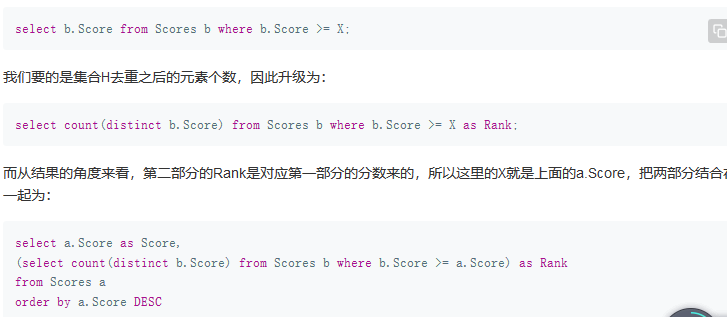 select b.Score from Scores b where b.Score >= X;
我们要的是集合H去重之后的元素个数，因此升级为：
select count(distinct b.Score) from Scores b where b.Score >= X as Rank;
而从结果的角度来看，第二部分的Rank是对应第一部分的分数来的，所以这里的X就是上面的a.Score，把两部分结合在
一起为：
select a.Score as Score,
(select count(distinct b.Score) from Scores b where b.Score >= a.Score) as Rank
from Scores a
order by a.Score DESC